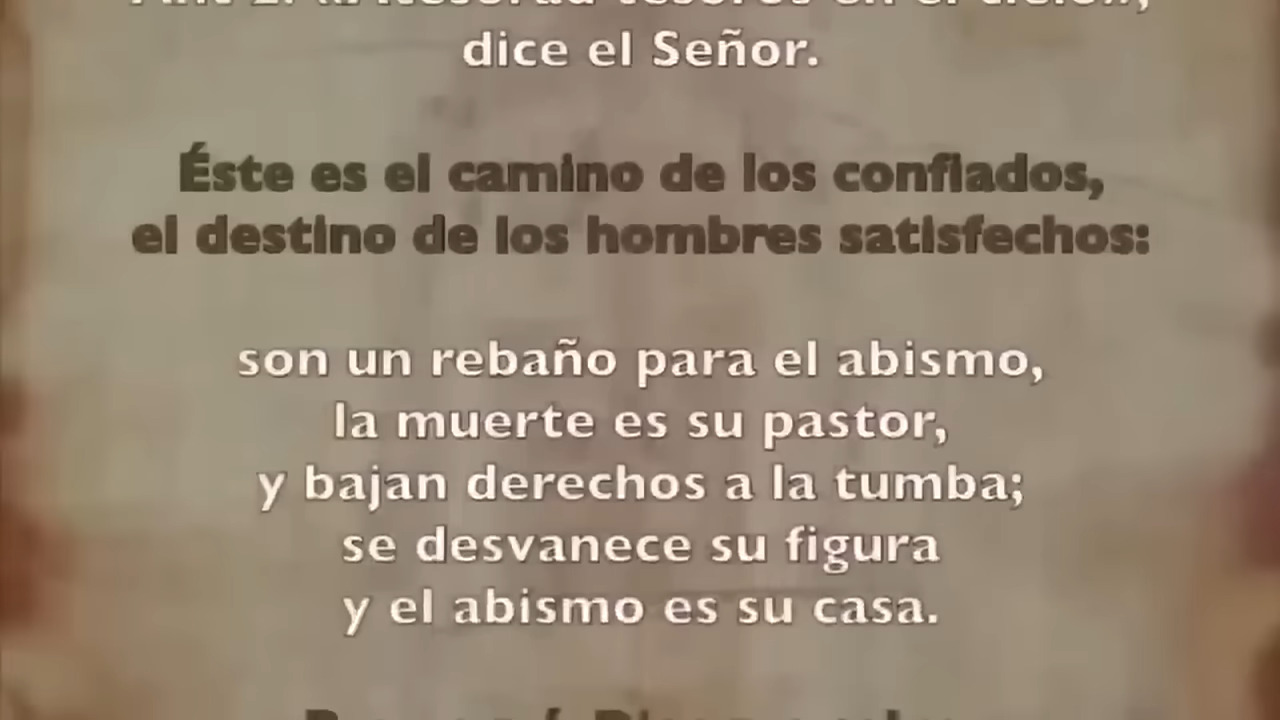 dice el Señor.
Éste es el camino de los confiados,
el destino de los hombres satisfechos:
son un rebaño para el abismo,
la muerte es su pastor,
y bajan derechos a la tumba;
se desvanece su figura
y el abismo es su casa.